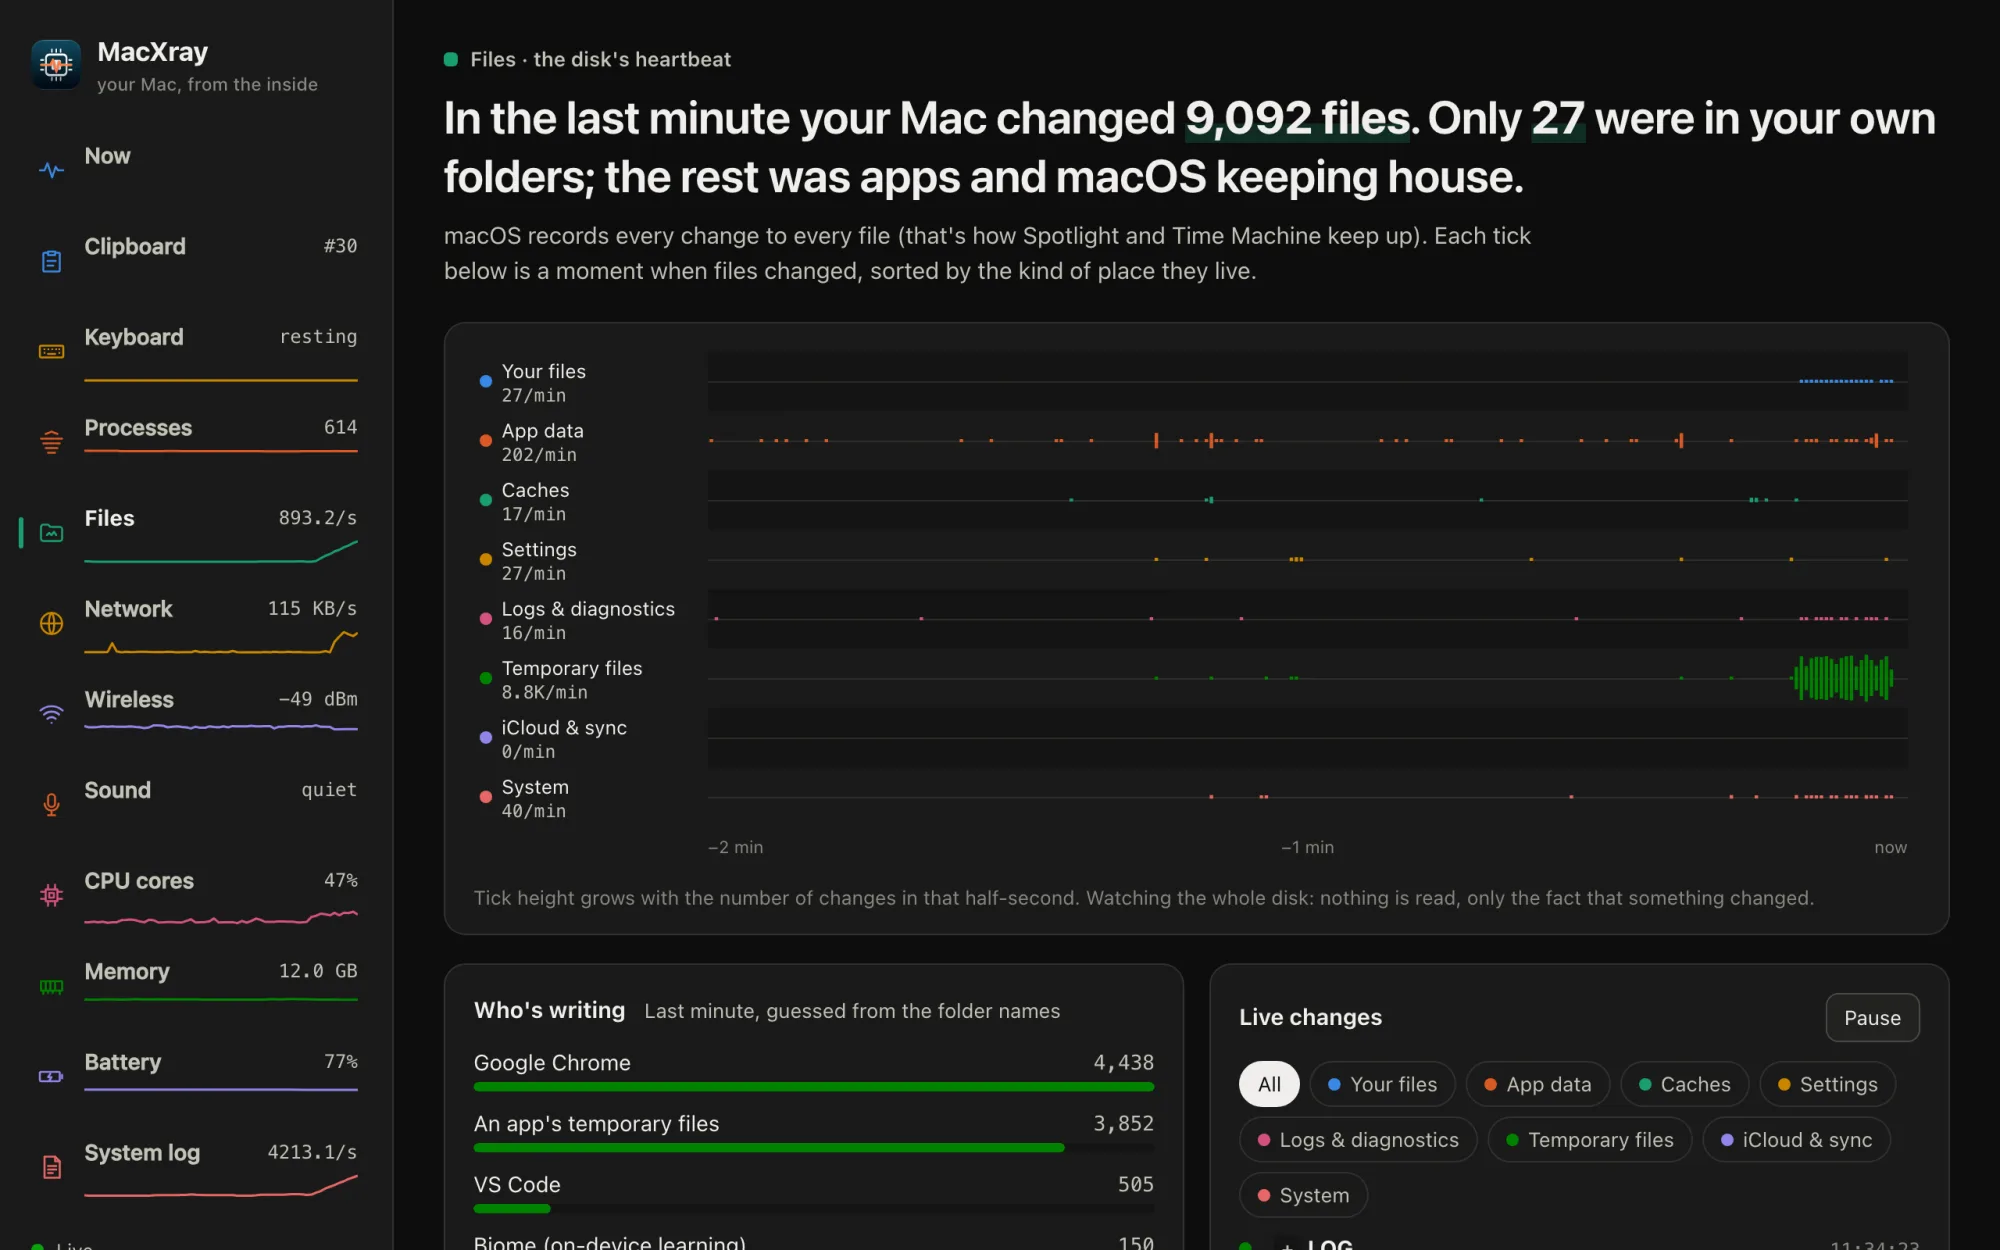 MacXray
your Mac, from the inside
Now
Clipboard #30
Keyboard resting
Processes 614
Files 893.2/s
Network 115 KB/s
Wireless −49 dBm
Sound quiet
CPU cores 47%
Memory 12.0 GB
Battery 77%
System log 4213.1/s
Live
Files · the disk's heartbeat
In the last minute your Mac changed 9,092 files. Only 27 were in your own
folders; the rest was apps and macOS keeping house.
macOS records every change to every file (that's how Spotlight and Time Machine keep up). Each tick
below is a moment when files changed, sorted by the kind of place they live.
Your files
27/min
App data
202/min
Caches
17/min
Settings
27/min
Logs & diagnostics
16/min
Temporary files
8.8K/min
iCloud & sync
0/min
System
40/min
−2 min −1 min now
Tick height grows with the number of changes in that half-second. Watching the whole disk: nothing is read, only the fact that something changed.
Who's writing Last minute, guessed from the folder names
Google Chrome 4,438
An app's temporary files 3,852
VS Code 505
Biome (on-device learning) 150
Live changes Pause
All Your files App data Caches Settings
Logs & diagnostics Temporary files iCloud & sync
System
+ LOG 11:34:23